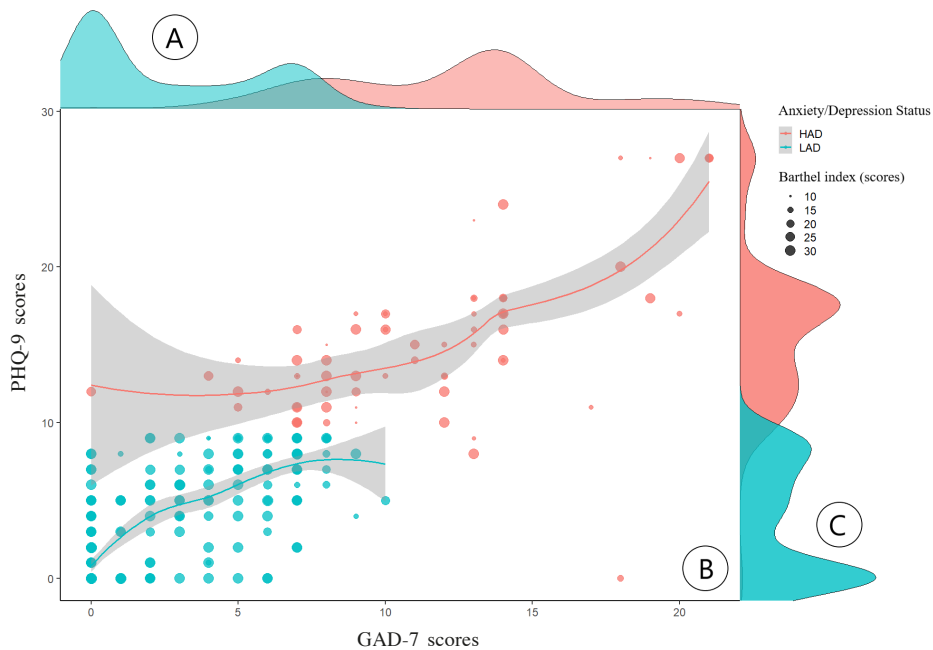 A
30
Anxiety/Depression Status
HAD
LAD
Barthel index (scores)
10
15
20
25
30
20
PHQ-9 scores
10
C
B
0
0
5
10
15
20
GAD-7 scores